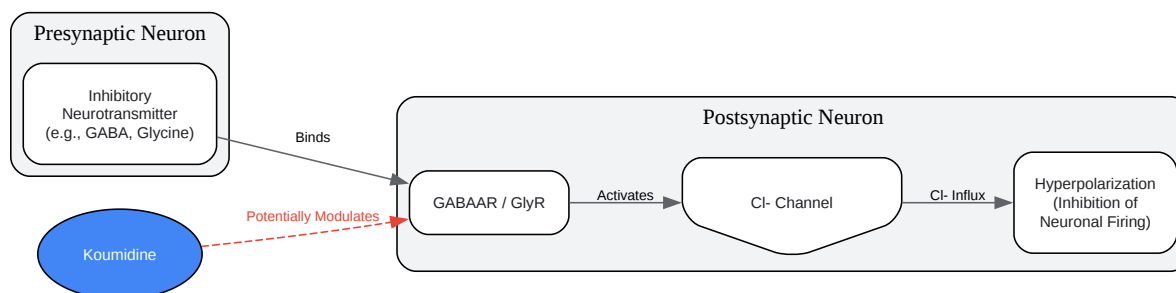 Presynaptic Neuron
Inhibitory
Neurotransmitter
(e.g., GABA, Glycine)
Binds
Postsynaptic Neuron
Potentially Modulates
Koumidine
GABAAR / GlyR
Activates
Cl- Channel
Cl- Influx
Hyperpolarization
(Inhibition of
Neuronal Firing)